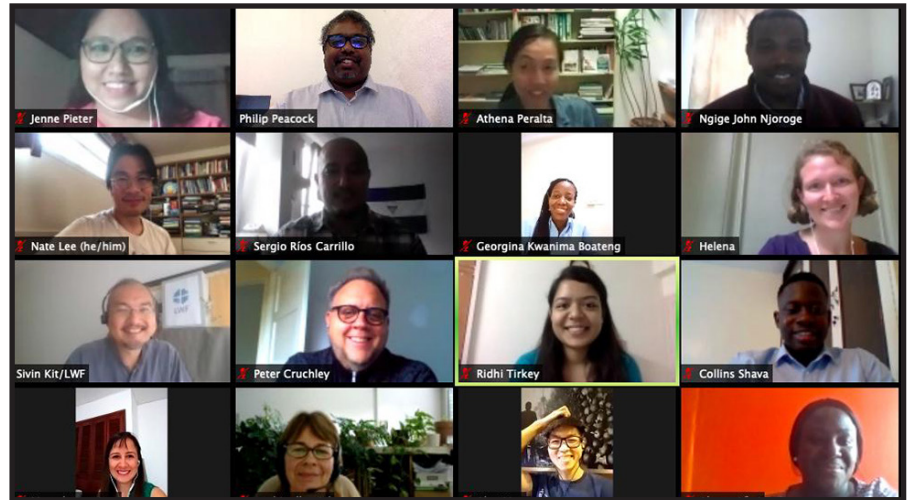 Jenne Pieter
Philip Peacock
Athena Peralta
Ngige John Njoroge
Nate Lee (he/him)
Sergio Ríos Carrillo
Georgina Kwanima Boateng
Helena
LWF
Sivin Kit/LWF
Peter Cruchley
Ridhi Tirkey
Collins Shava